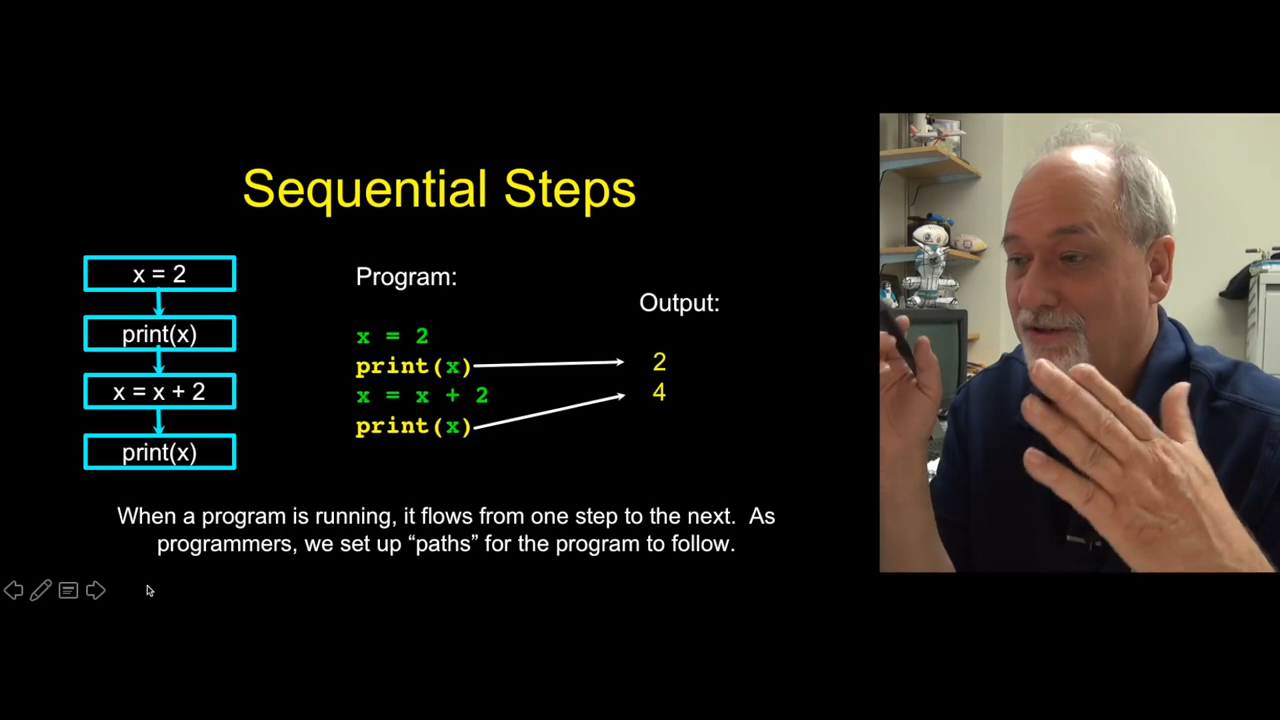 Sequential Steps
x = 2
print(x)
x = x + 2
print(x)
Program:
x = 2
print(x)
x = x + 2
print(x)
Output:
2
4
When a program is running, it flows from one step to the next.  As
programmers, we set up “paths” for the program to follow.